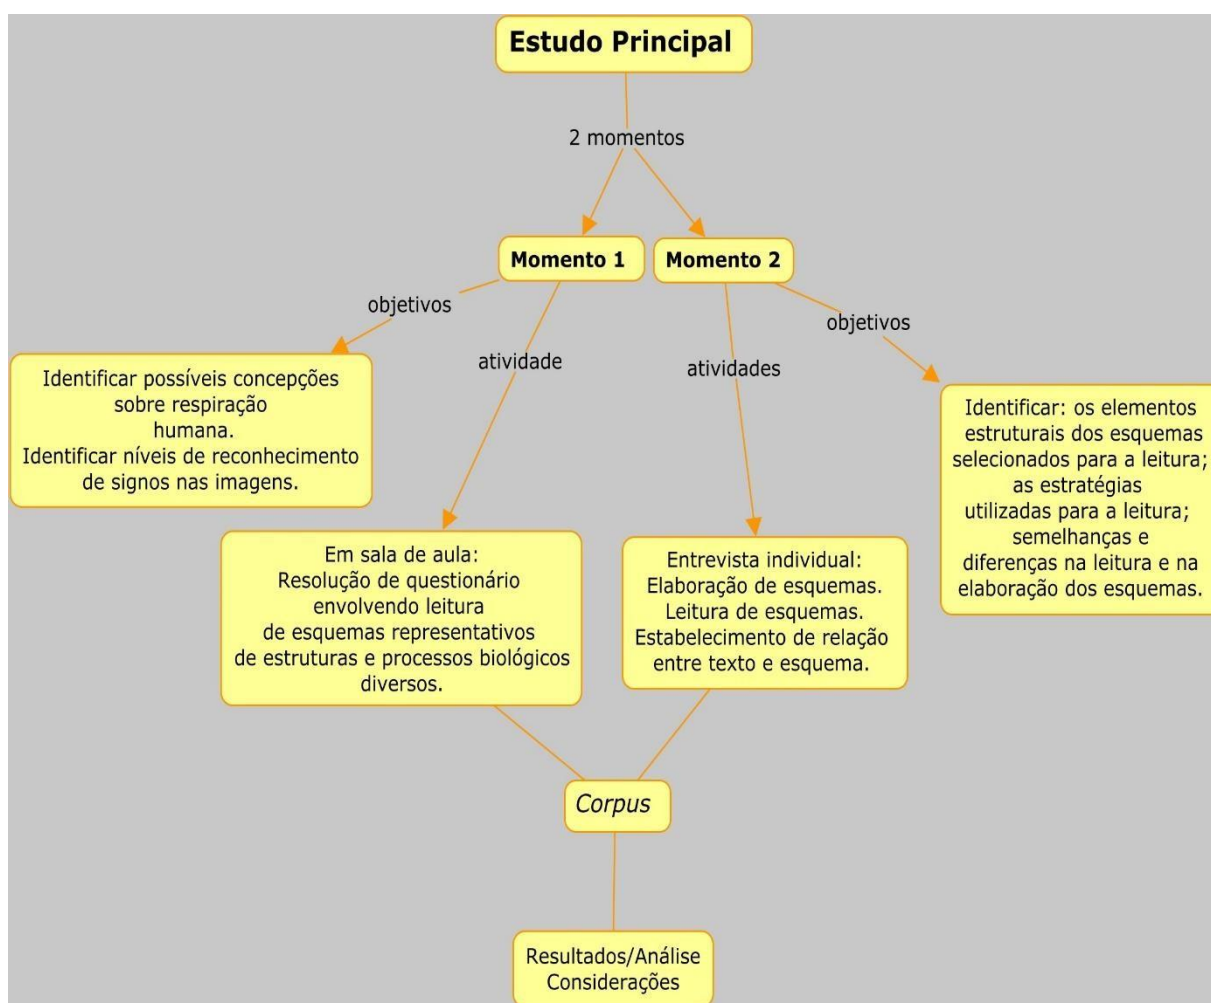 Estudo Principal
2 momentos
Momento 1
Momento 2
objetivos
objetivos
atividade
atividades
Identificar possíveis concepções
sobre respiração
humana.
Identificar níveis de reconhecimento
de signos nas imagens.
Identificar: os elementos
estruturais dos esquemas
selecionados para a leitura;
as estratégias
utilizadas para a leitura;
semelhanças e
diferenças na leitura e na
elaboração dos esquemas.
Em sala de aula:
Resolução de questionário
envolvendo leitura
de esquemas representativos
de estruturas e processos biológicos
diversos.
Entrevista individual:
Elaboração de esquemas.
Leitura de esquemas.
Estabelecimento de relação
entre texto e esquema.
Corpus
Resultados/Análise
Considerações